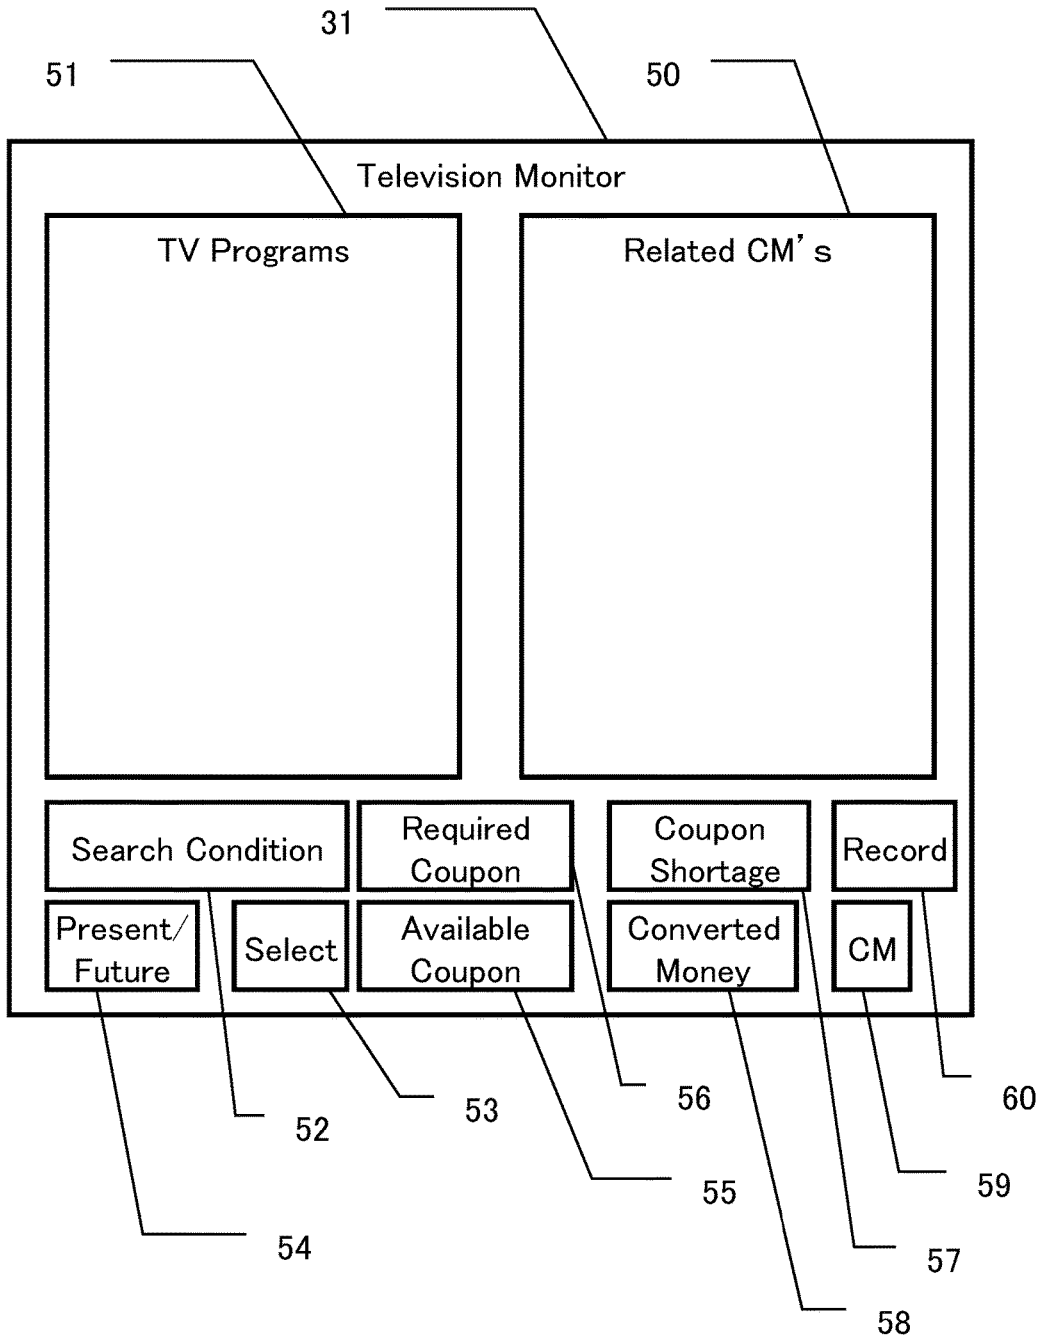 31
51
50
Television Monitor
TV Programs
Related CM's
Search Condition
Required
Coupon
Coupon
Shortage
Record
Present/
Future
Select
Available
Coupon
Converted
Money
CM
56
60
53
52
59
55
54
57
58